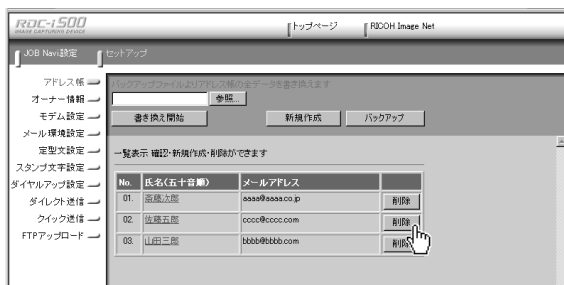 RDC-i500
IMAGE CAPTURING DEVICE
トップページ
RICOH Image Net
JOB Navi設定
セットアップ
アドレス帳
オーナー情報
モデム設定
メール環境設定
定型文設定
スタンプ文字設定
ダイヤルアップ設定
ダイレクト送信
クイック送信
FTPアップロード
バックアップファイルよりアドレス帳の全データを書き換えます
参照...
書き換え開始
新規作成
バックアップ
一覧表示 確認・新規作成・削除ができます
No. 氏名(五十音順) メールアドレス
01. 斎藤次郎 aaaa@aaaa.co.jp 削除
02. 佐藤五郎 cccc@cccc.com 削除
03. 山田三郎 bbbb@bbbb.com 削除